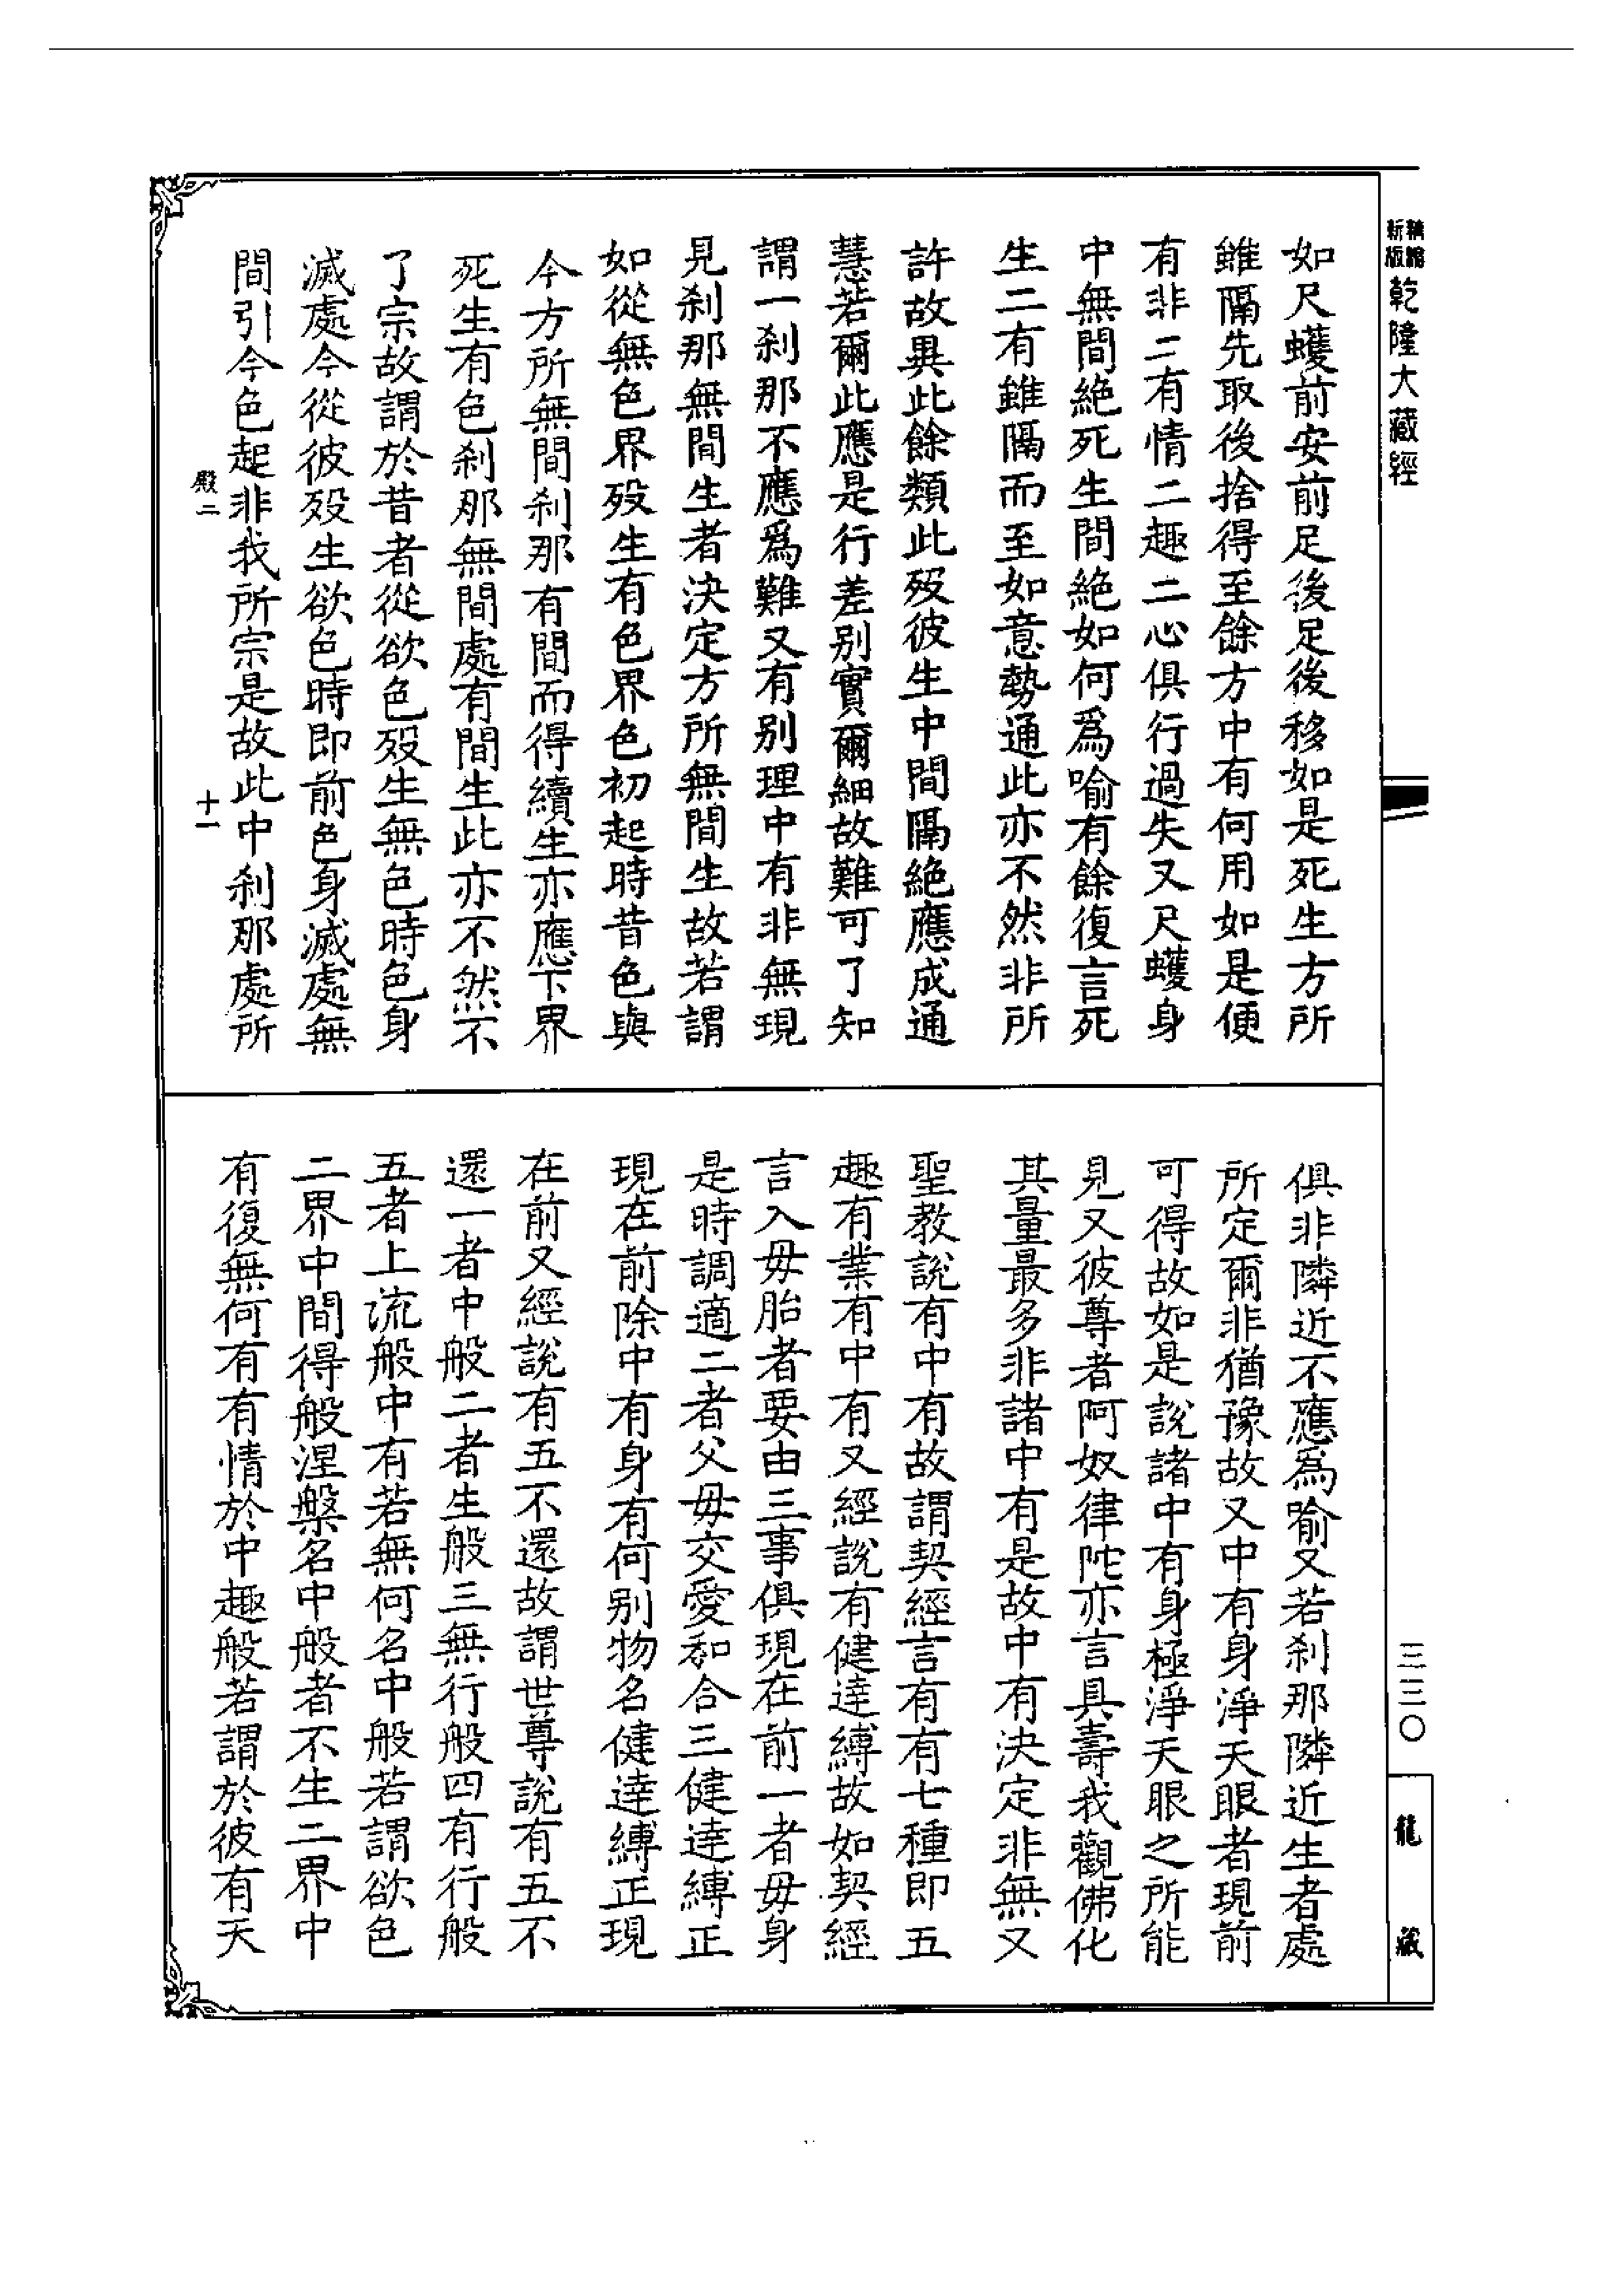 精縮
新版
乾隆大藏經
如尺蠖前安前足後足後移如是死生方所
雖隔先取後捨得至餘方中有何用如是便
有非二有情二趣二心俱行過失又尺蠖身
中無間絶死生間絶如何爲喻有餘復言死
生二有雖隔而至如意勢通此亦不然非所
許故異此餘類此歿彼生中間隔絶應成通
慧若爾此應是行差别實爾細故難可了知
謂一刹那不應爲難又有别理中有非無現
見刹那無間生者決定方所無間生故若謂
如從無色界歿生有色界色初起時昔色與
今方所無間刹那有間而得續生亦應下界
死生有色刹那無間處有間生此亦不然不
了宗故謂於昔者從欲色歿生無色時色身
滅處今從彼歿生欲色時即前色身滅處無
間引今色起非我所宗是故此中刹那處所
殿二
十一
俱非隣近不應爲喻又若刹那隣近生者處
所定爾非猶豫故又中有身淨天眼者現前
可得故如是説諸中有身極淨天眼之所能
見又彼尊者阿奴律陀亦言具壽我觀佛化
其量最多非諸中有是故中有決定非無又
聖教説有中有故謂契經言有有七種即五
趣有業有中有又經説有健達縛故如契經
言入母胎者要由三事俱現在前一者母身
是時調適二者父母交愛和合三健達縛正
現在前除中有身有何别物名健達縛正現
在前又經説有五不還故謂世尊説有五不
還一者中般二者生般三無行般四有行般
五者上流般中有若無何名中般若謂欲色
二界中間得般涅槃名中般者不生二界中
有復無何有有情於中趣般若謂於彼有天
三三〇
龍藏